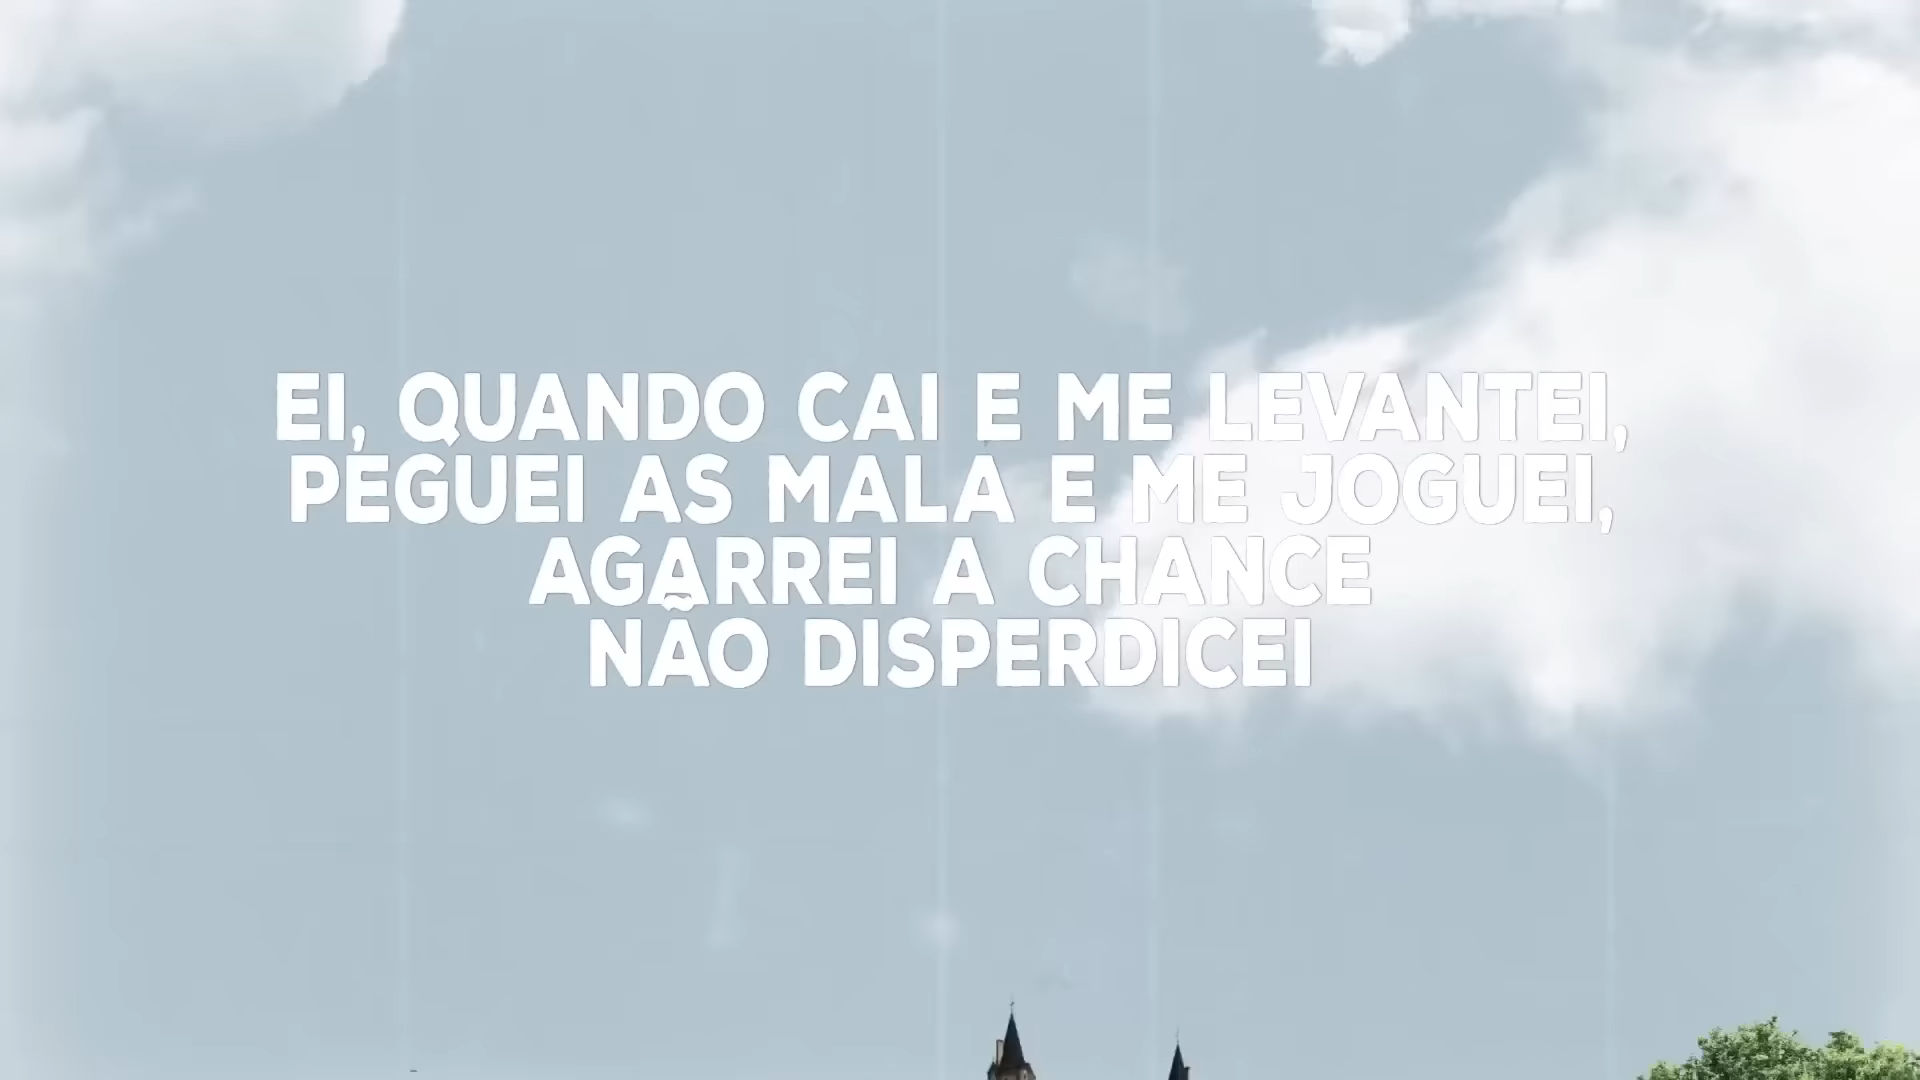 EI, QUANDO CAI E ME LEVANTEI,
PEGUEI AS MALA E ME JOGUEI,
AGARREI A CHANCE
NÃO DISPERDICEI